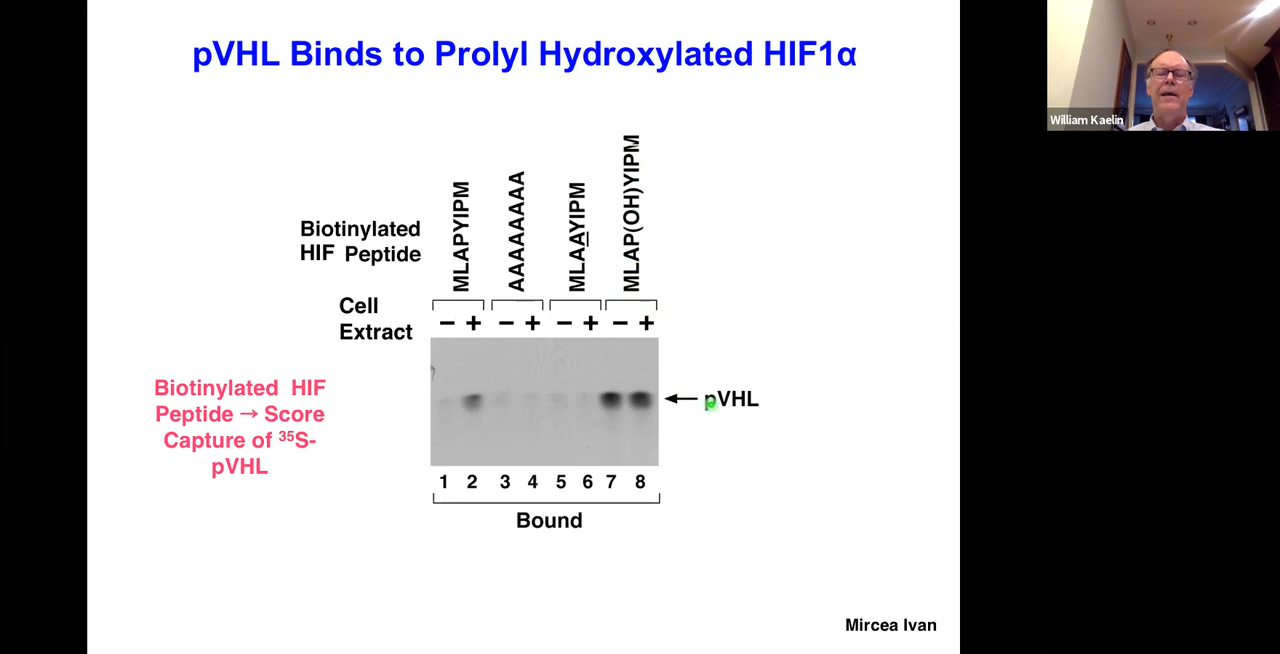 pVHL Binds to Prolyl Hydroxylated HIF1α
William Kaelin
Biotinylated
HIF Peptide
MLAPYIPM
AAAAAAAA
MLAAYIPM
MLAP(OH)YIPM
Cell
Extract
− + − + − + − +
Biotinylated HIF
Peptide → Score
Capture of ³⁵S-
pVHL
pVHL
1 2 3 4 5 6 7 8
Bound
Mircea Ivan